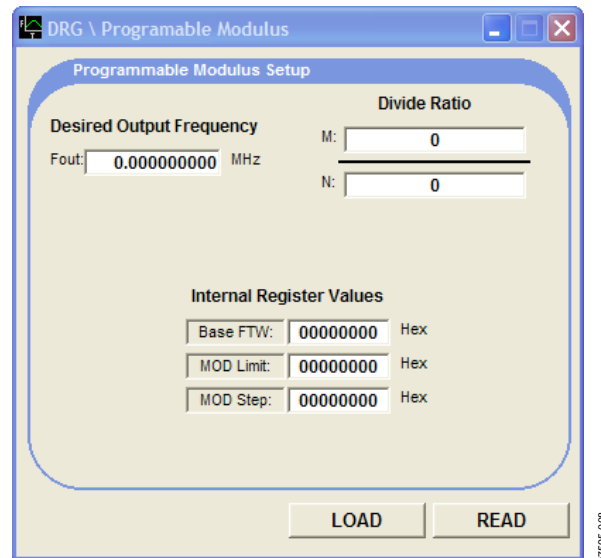 DRG \ Programable Modulus
Programmable Modulus Setup
Desired Output Frequency
Fout: 0.000000000 MHz
Divide Ratio
M: 0
N: 0
Internal Register Values
Base FTW: 00000000 Hex
MOD Limit: 00000000 Hex
MOD Step: 00000000 Hex
LOAD READ